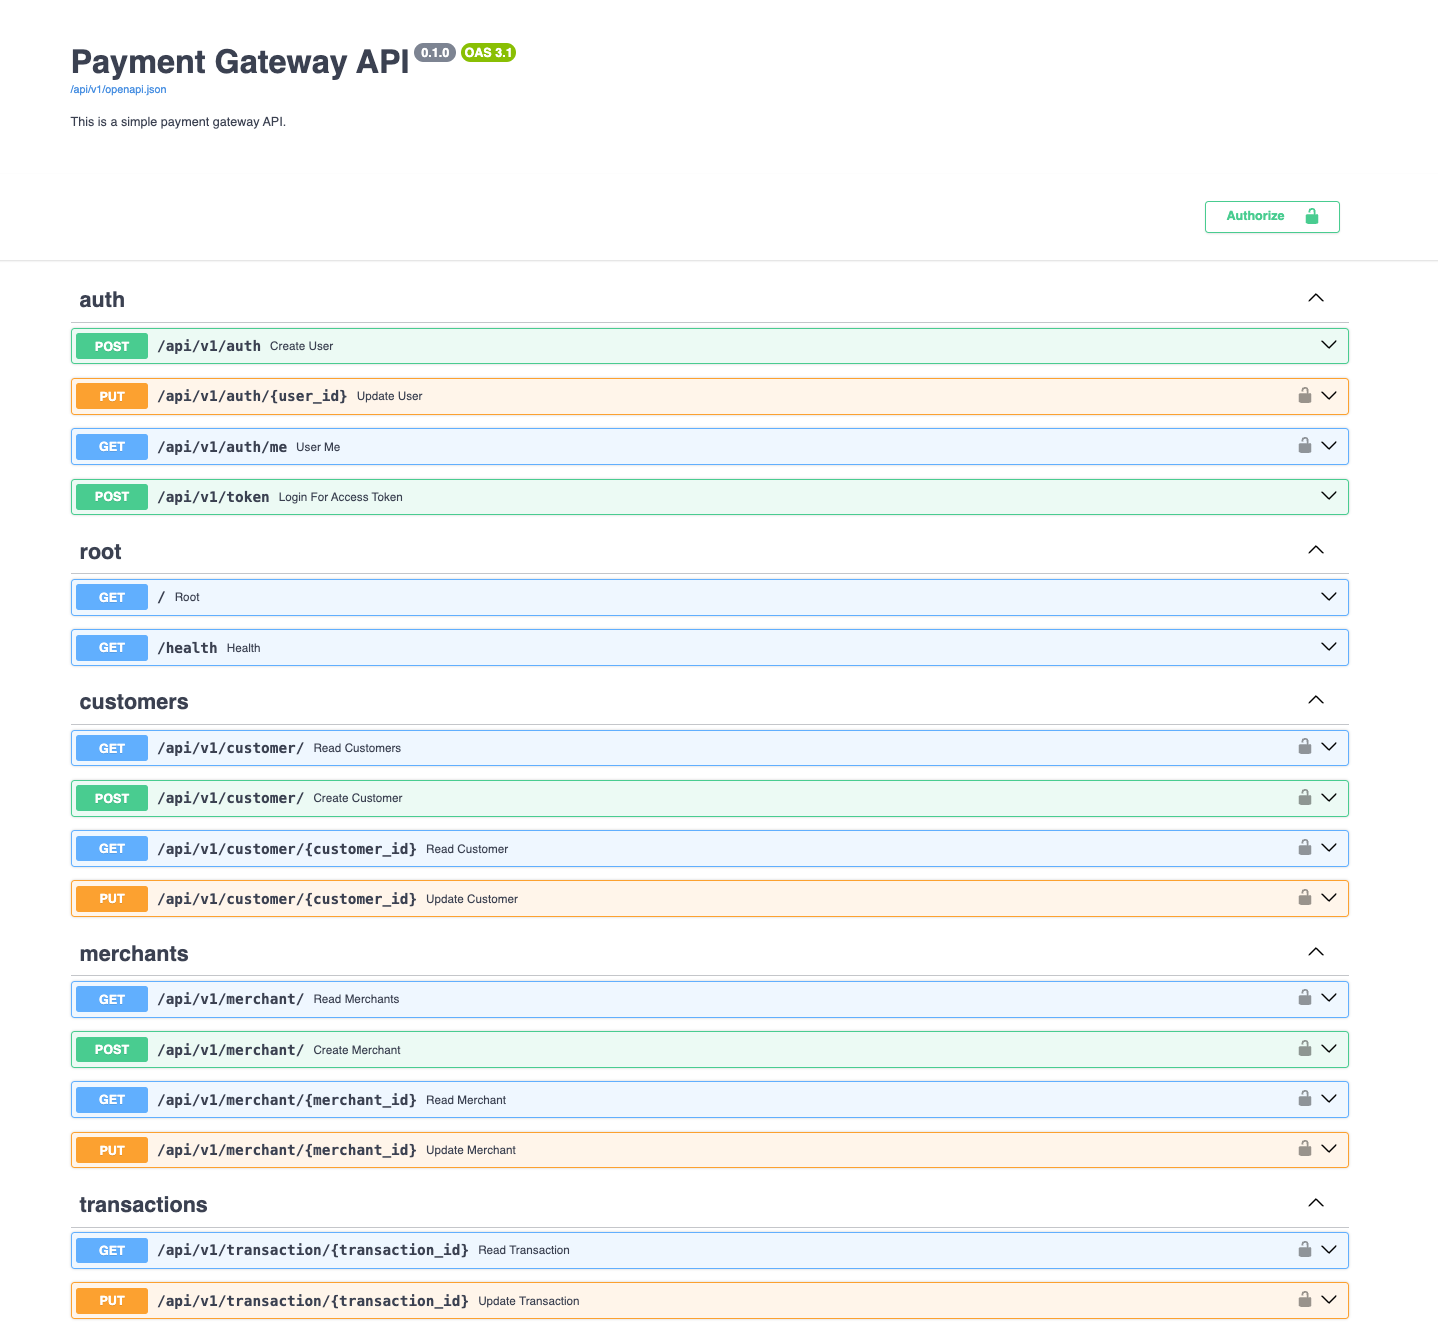 Payment Gateway API 0.1.0 OAS 3.1
/api/v1/openapi.json
This is a simple payment gateway API.
Authorize
auth
POST /api/v1/auth Create User
PUT /api/v1/auth/{user_id} Update User
GET /api/v1/auth/me User Me
POST /api/v1/token Login For Access Token
root
GET / Root
GET /health Health
customers
GET /api/v1/customer/ Read Customers
POST /api/v1/customer/ Create Customer
GET /api/v1/customer/{customer_id} Read Customer
PUT /api/v1/customer/{customer_id} Update Customer
merchants
GET /api/v1/merchant/ Read Merchants
POST /api/v1/merchant/ Create Merchant
GET /api/v1/merchant/{merchant_id} Read Merchant
PUT /api/v1/merchant/{merchant_id} Update Merchant
transactions
GET /api/v1/transaction/{transaction_id} Read Transaction
PUT /api/v1/transaction/{transaction_id} Update Transaction